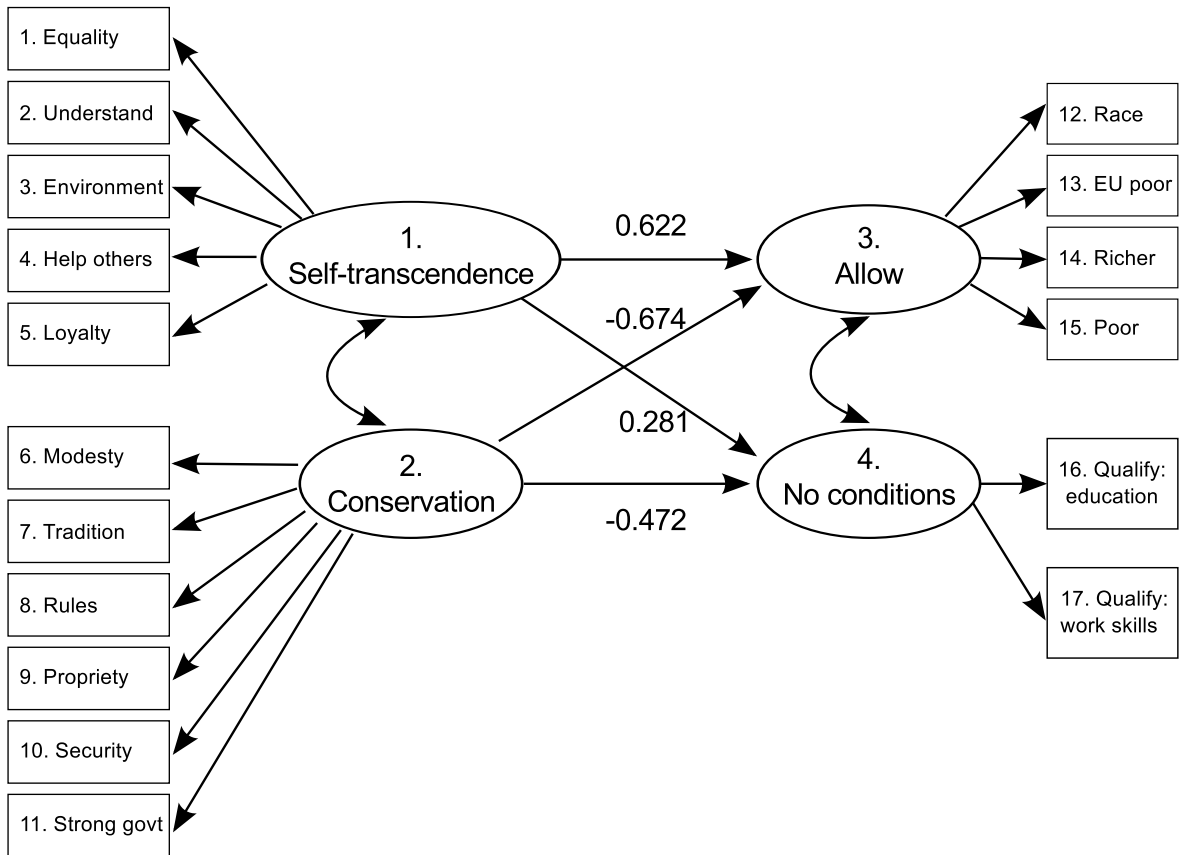 1. Equality
2. Understand
3. Environment
4. Help others
5. Loyalty
6. Modesty
7. Tradition
8. Rules
9. Propriety
10. Security
11. Strong govt
1.
Self-transcendence
2.
Conservation
0.622
-0.674
0.281
-0.472
3.
Allow
4.
No conditions
12. Race
13. EU poor
14. Richer
15. Poor
16. Qualify:
education
17. Qualify:
work skills